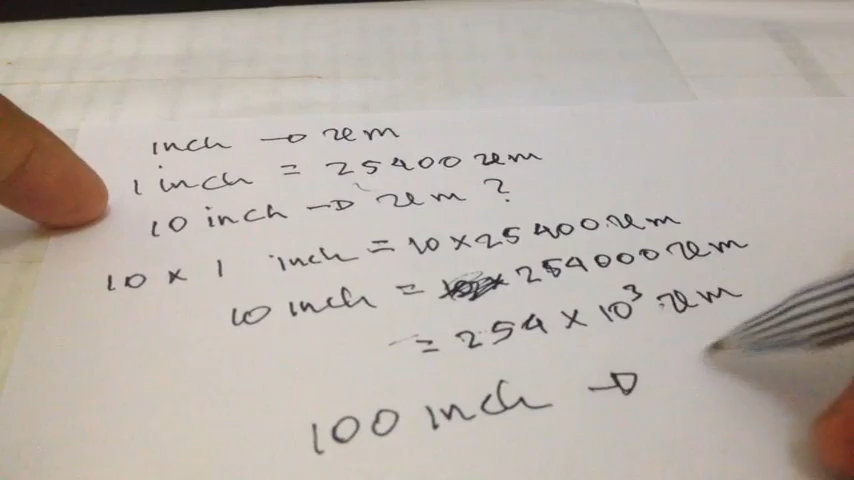 inch → μm
1 inch = 25400 μm
10 inch → μm ?
10 × 1 inch = 10 × 25400 μm
10 inch = 254000 μm
= 254 × 10³ μm
100 inch →